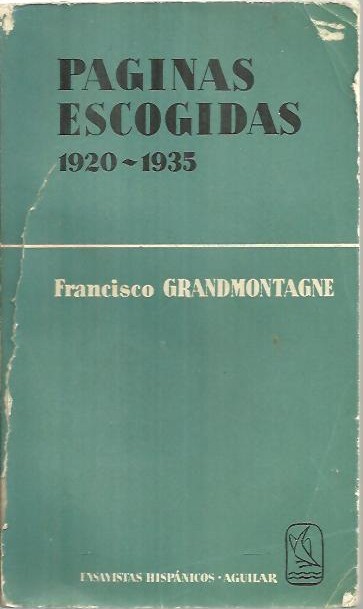 PAGINAS
ESCOGIDAS
1920~1935
Francisco GRANDMONTAGNE
ENSAYISTAS HISPÁNICOS·AGUILAR